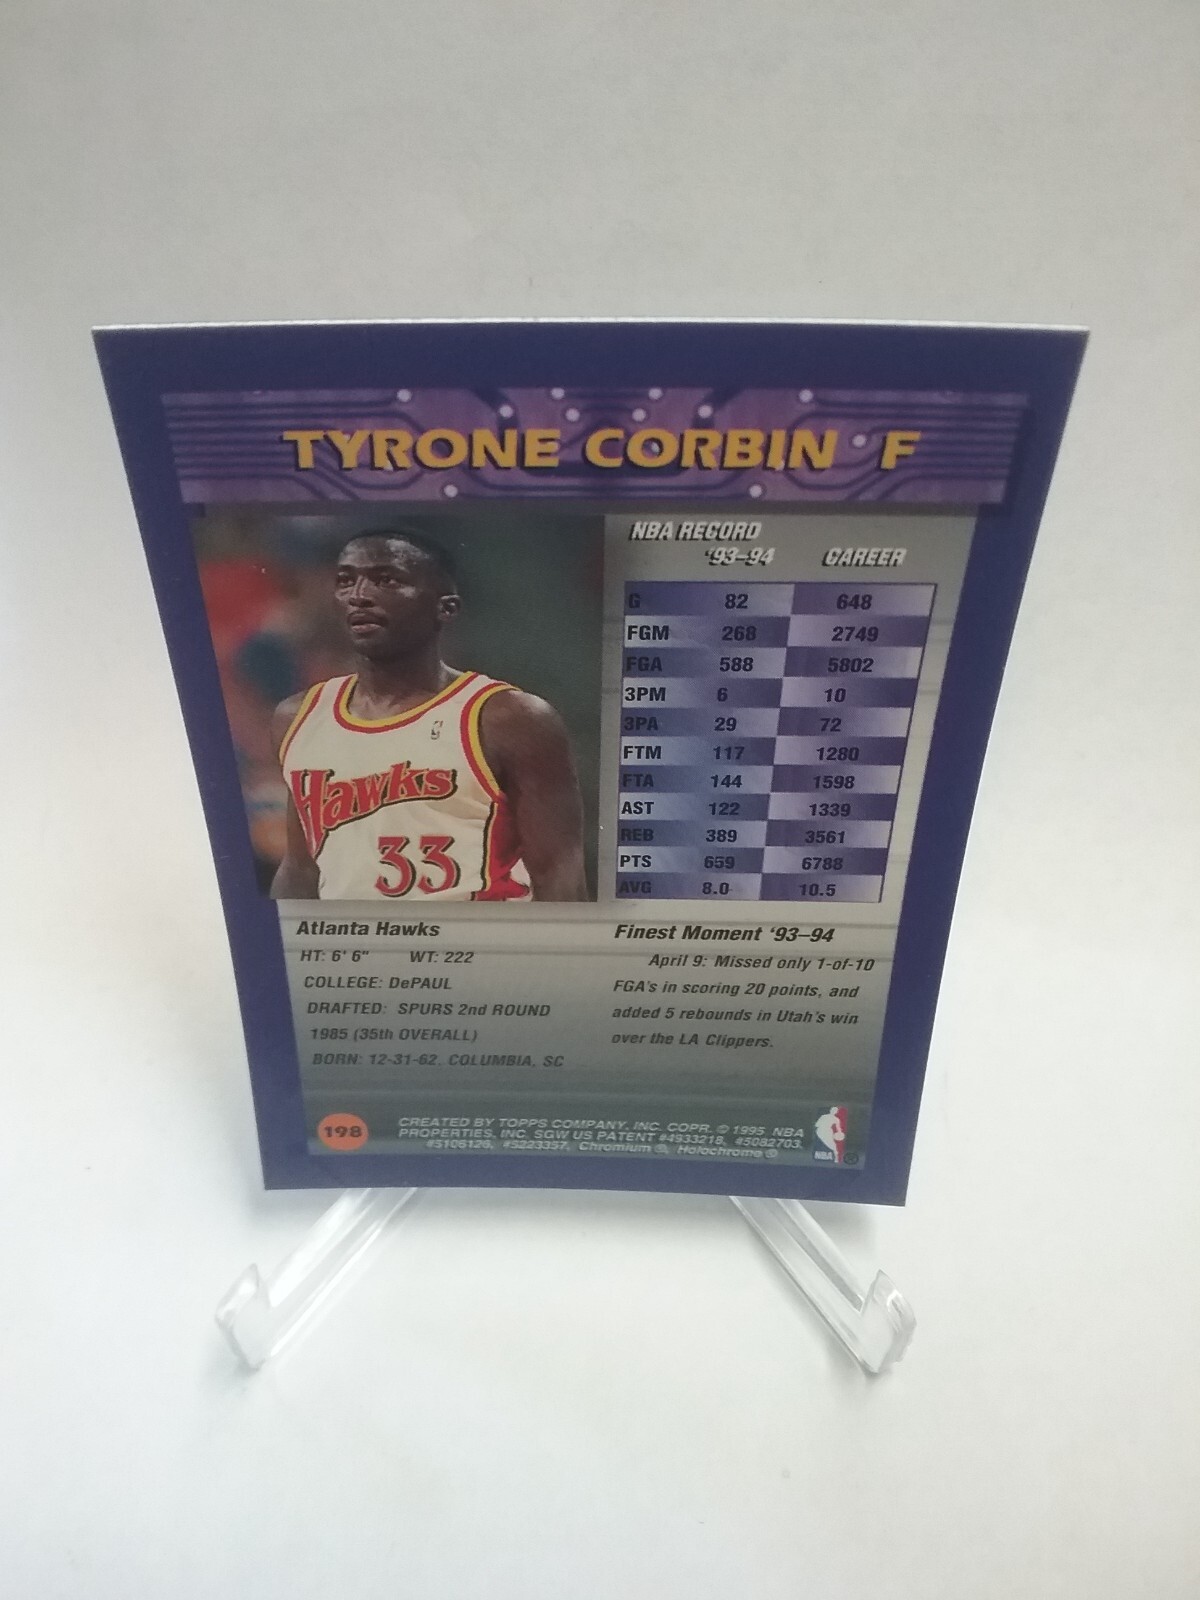 TYRONE CORBIN • F
NBA RECORD
'93–94 CAREER
G 82 648
FGM 268 2749
FGA 588 5802
3PM 6 10
3PA 29 72
FTM 117 1280
FTA 144 1598
AST 122 1339
REB 389 3561
PTS 659 6788
AVG 8.0 10.5
Hawks
33
Atlanta Hawks
HT: 6' 6" WT: 222
COLLEGE: DePAUL
DRAFTED: SPURS 2nd ROUND
1985 (35th OVERALL)
BORN: 12-31-62, COLUMBIA, SC
Finest Moment '93–94
April 9: Missed only 1-of-10
FGA's in scoring 20 points, and
added 5 rebounds in Utah's win
over the LA Clippers.
198
CREATED BY TOPPS COMPANY, INC. COPR. © 1995 NBA
PROPERTIES, INC. SGW US PATENT #4933218, #5082703,
#5106126, #5223357, Chromium ®, Holochrome ®
NBA